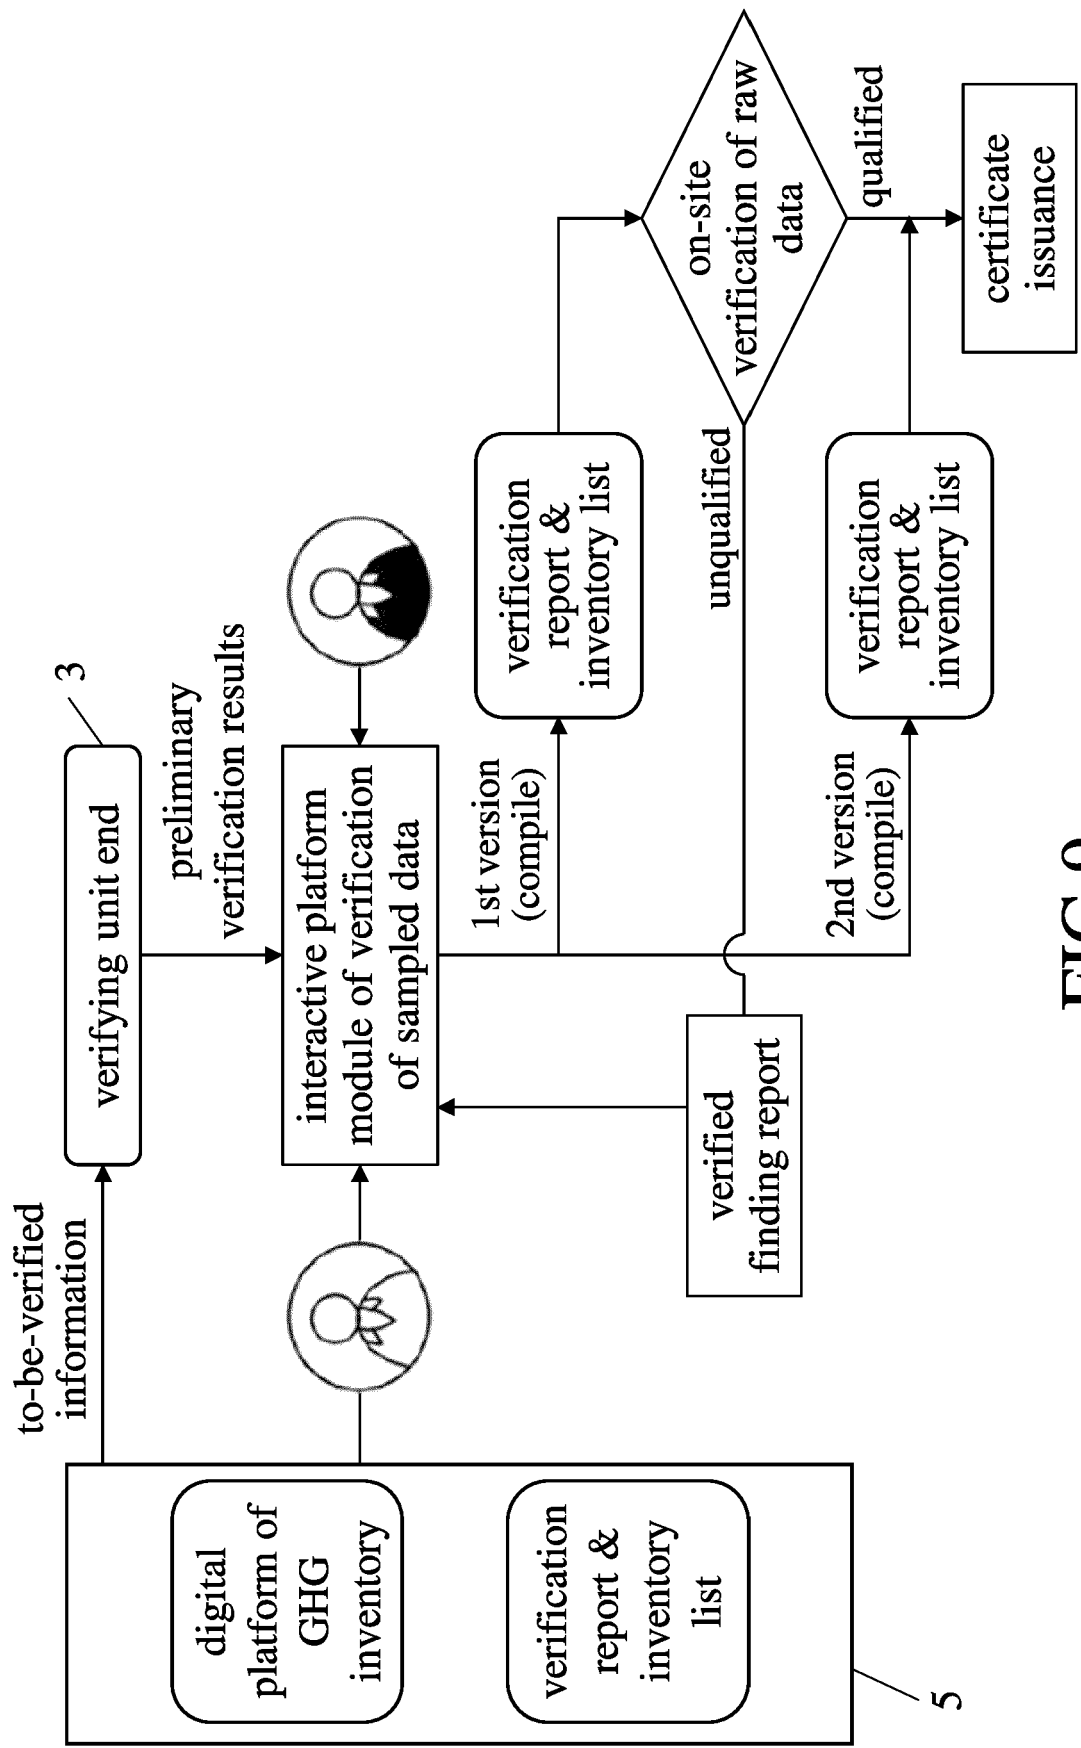 to-be-verified
information
verifying unit end
3
preliminary
verification results
digital
platform of
GHG
inventory
verification
report &
inventory
list
5
interactive platform
module of verification
of sampled data
1st version
(compile)
verification
report &
inventory list
on-site
verification of raw
data
unqualified
qualified
verified
finding report
2nd version
(compile)
verification
report &
inventory list
certificate
issuance
FIG